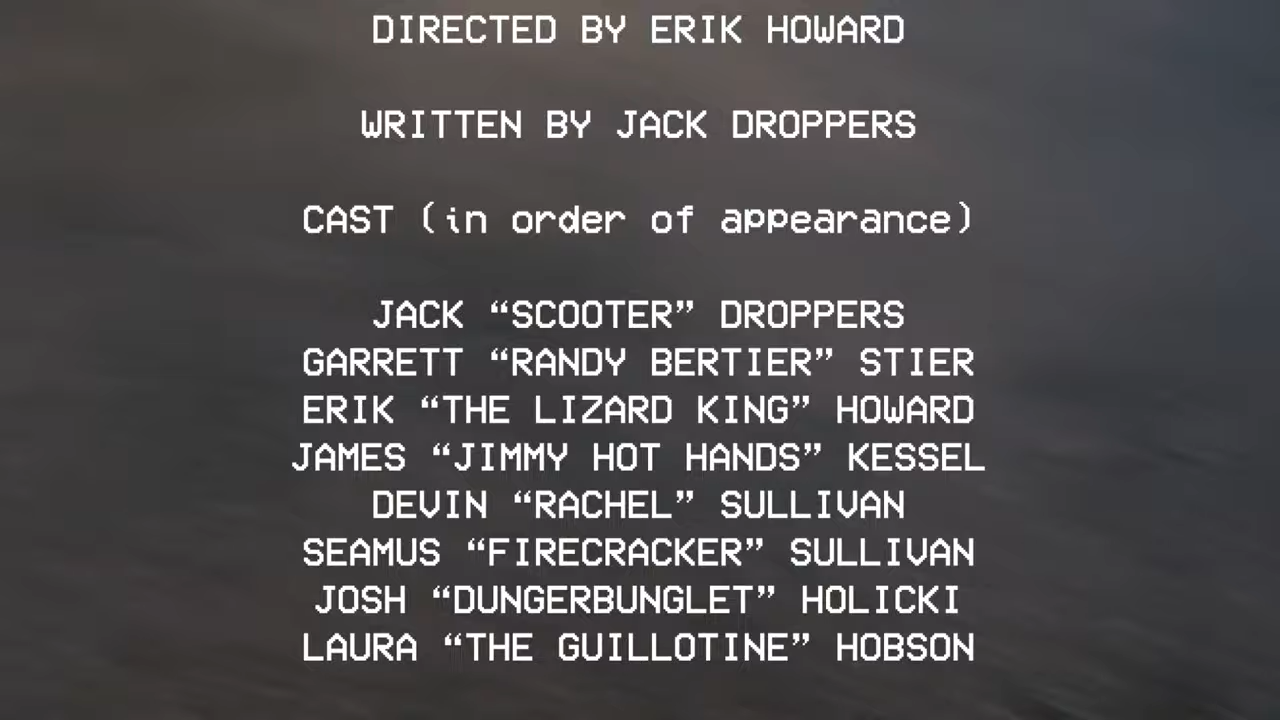 DIRECTED BY ERIK HOWARD
WRITTEN BY JACK DROPPERS
CAST (in order of appearance)
JACK “SCOOTER” DROPPERS
GARRETT “RANDY BERTIER” STIER
ERIK “THE LIZARD KING” HOWARD
JAMES “JIMMY HOT HANDS” KESSEL
DEVIN “RACHEL” SULLIVAN
SEAMUS “FIRECRACKER” SULLIVAN
JOSH “DUNGERBUNGLET” HOLICKI
LAURA “THE GUILLOTINE” HOBSON